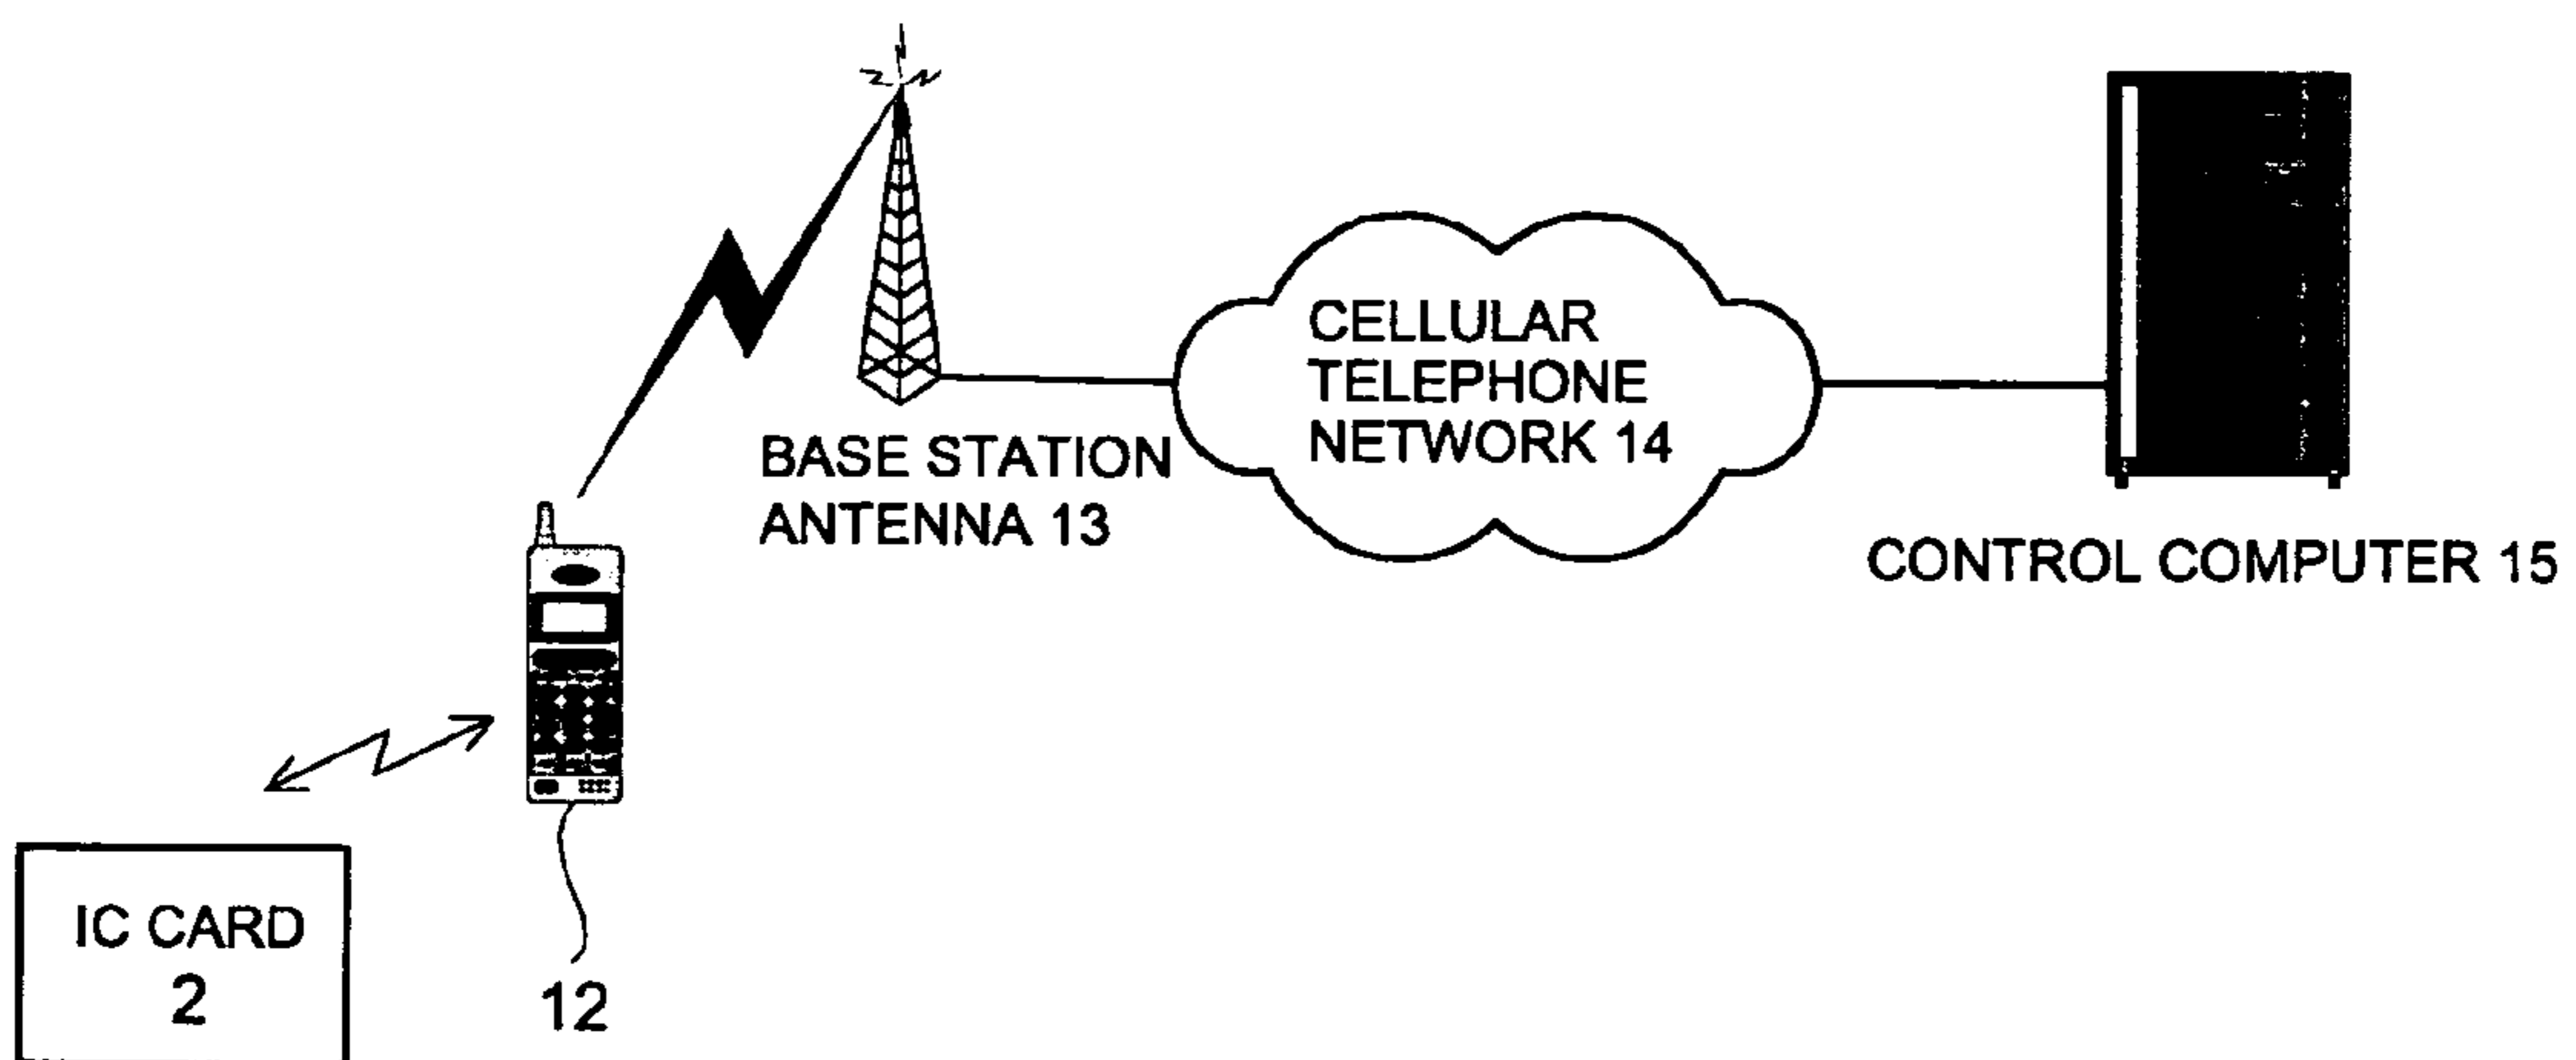 BASE STATION
ANTENNA 13
CELLULAR
TELEPHONE
NETWORK 14
CONTROL COMPUTER 15
IC CARD
2
12